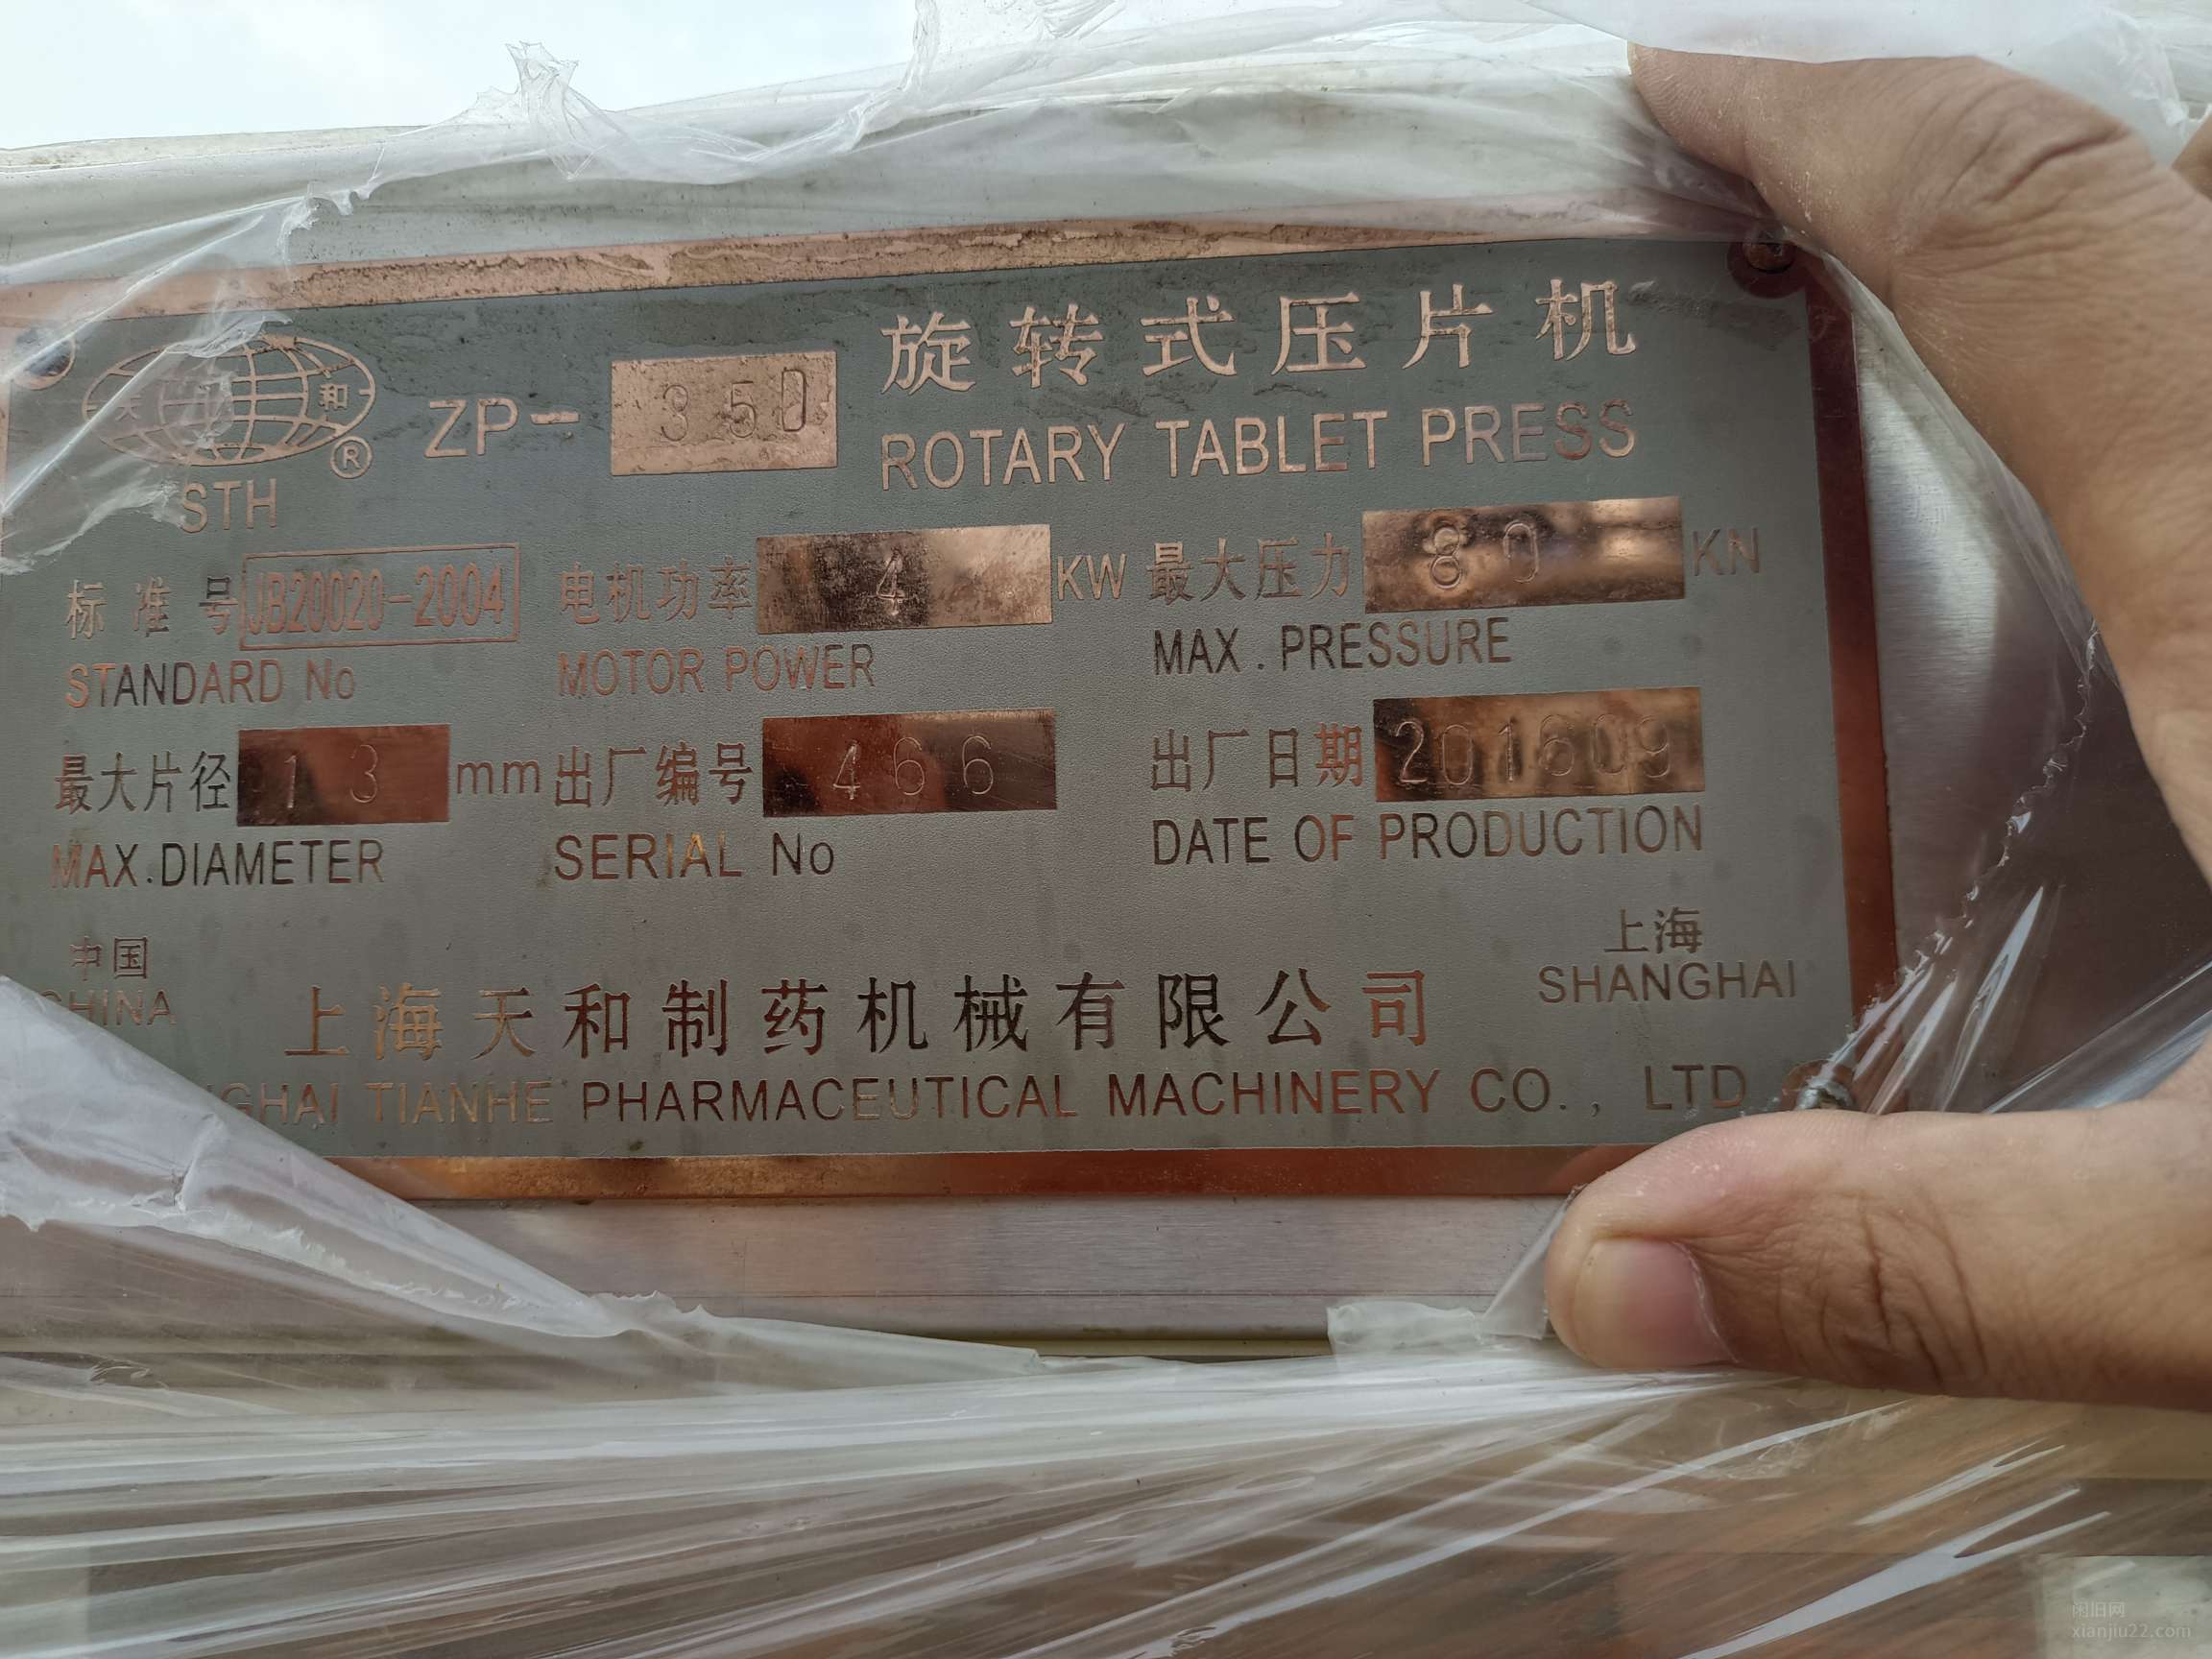 天 和 ®
STH
ZP- 350 旋转式压片机
ROTARY TABLET PRESS
标准号 JB20020-2004 电机功率 4 KW 最大压力 80 KN
STANDARD No MOTOR POWER MAX. PRESSURE
最大片径 13 mm 出厂编号 466 出厂日期 201609
MAX.DIAMETER SERIAL No DATE OF PRODUCTION
中国 上海
CHINA SHANGHAI
上海天和制药机械有限公司
GHAI TIANHE PHARMACEUTICAL MACHINERY CO., LTD
闲旧网
xianjiu22.com